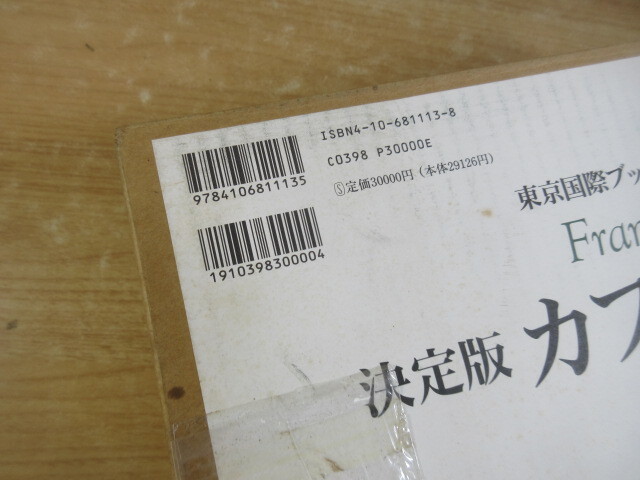 ISBN4-10-681113-8
C0398 P30000E
Ⓢ定価30000円（本体29126円）
9784106811135
1910398300004
東京国際ブッ
Fran
決定版 カフ